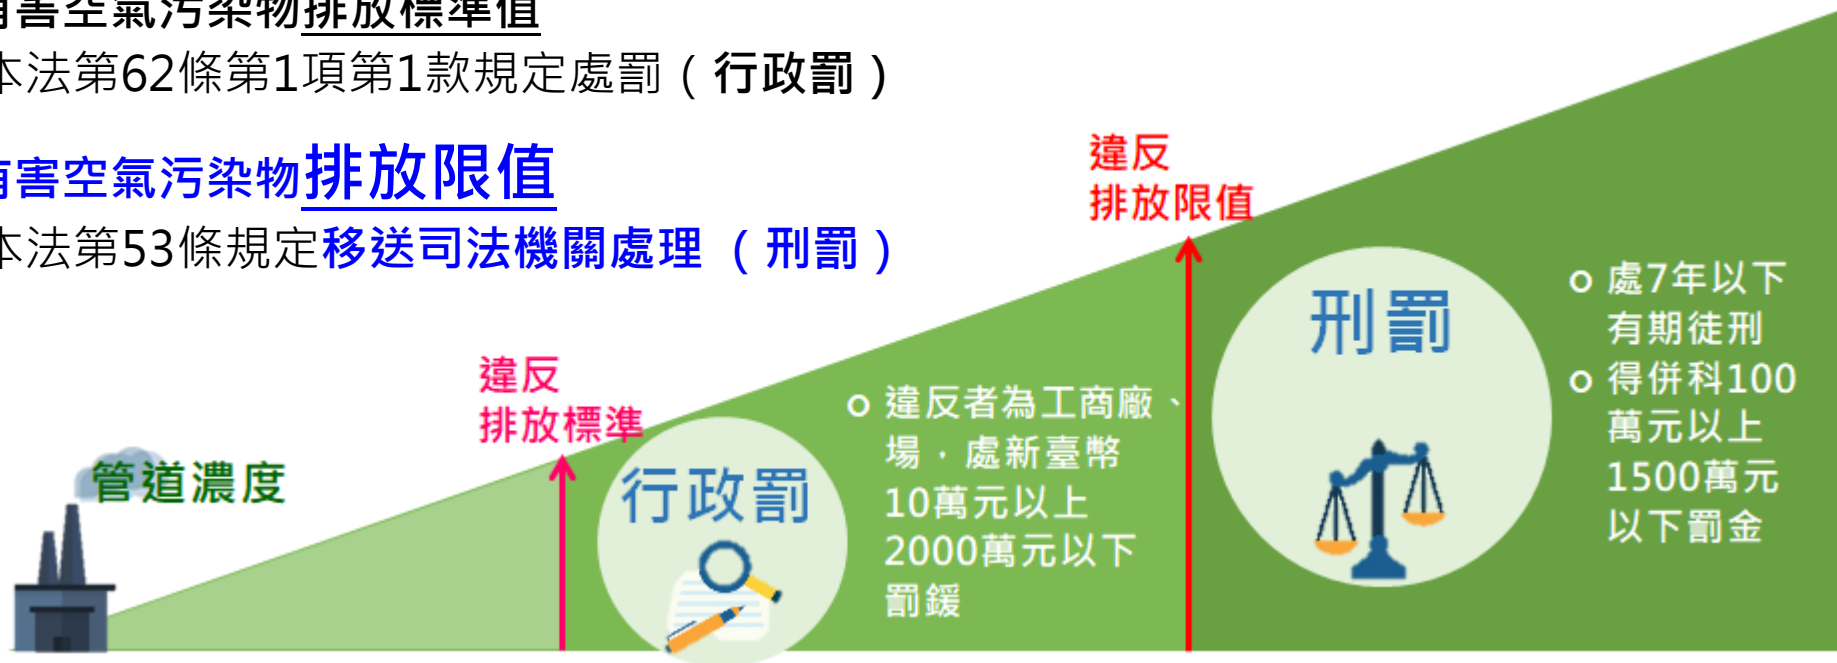 有害空氣污染物排放標準值
本法第62條第1項第1款規定處罰（行政罰）
有害空氣污染物排放限值
本法第53條規定移送司法機關處理（刑罰）
違反
排放限值
刑罰
o 處7年以下
有期徒刑
o 得併科100
萬元以上
1500萬元
以下罰金
違反
排放標準
行政罰
o 違反者為工商廠、
場，處新臺幣
10萬元以上
2000萬元以下
罰鍰
管道濃度